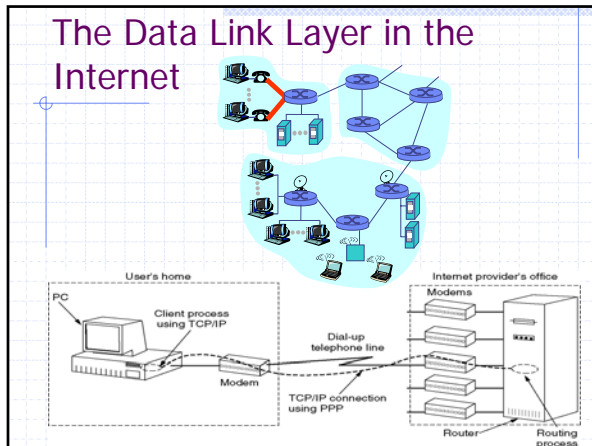 The Data Link Layer in the
Internet
User's home
PC
Client process
using TCP/IP
Modem
Dial-up
telephone line
TCP/IP connection
using PPP
Internet provider's office
Modems
Router
Routing
process